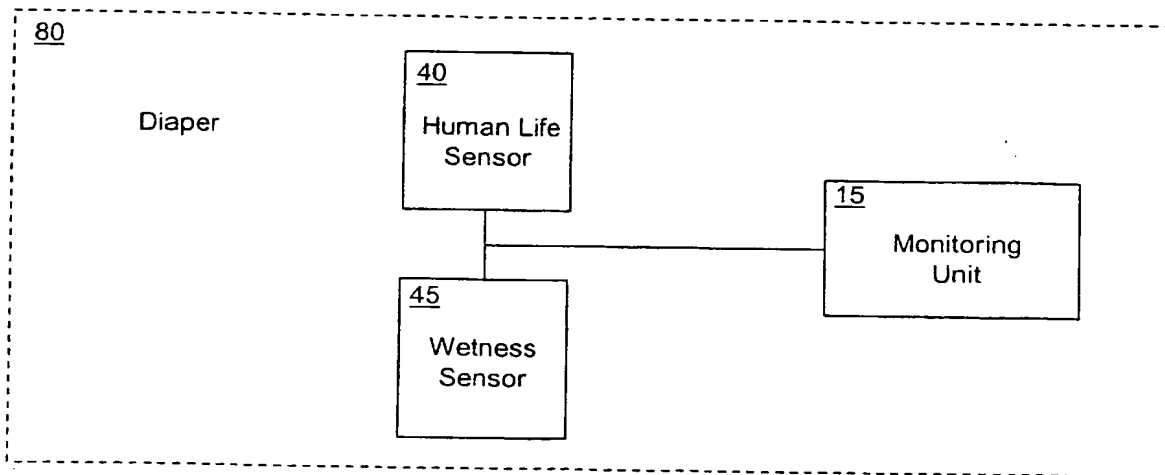 80
Diaper
40
Human Life
Sensor
15
Monitoring
Unit
45
Wetness
Sensor